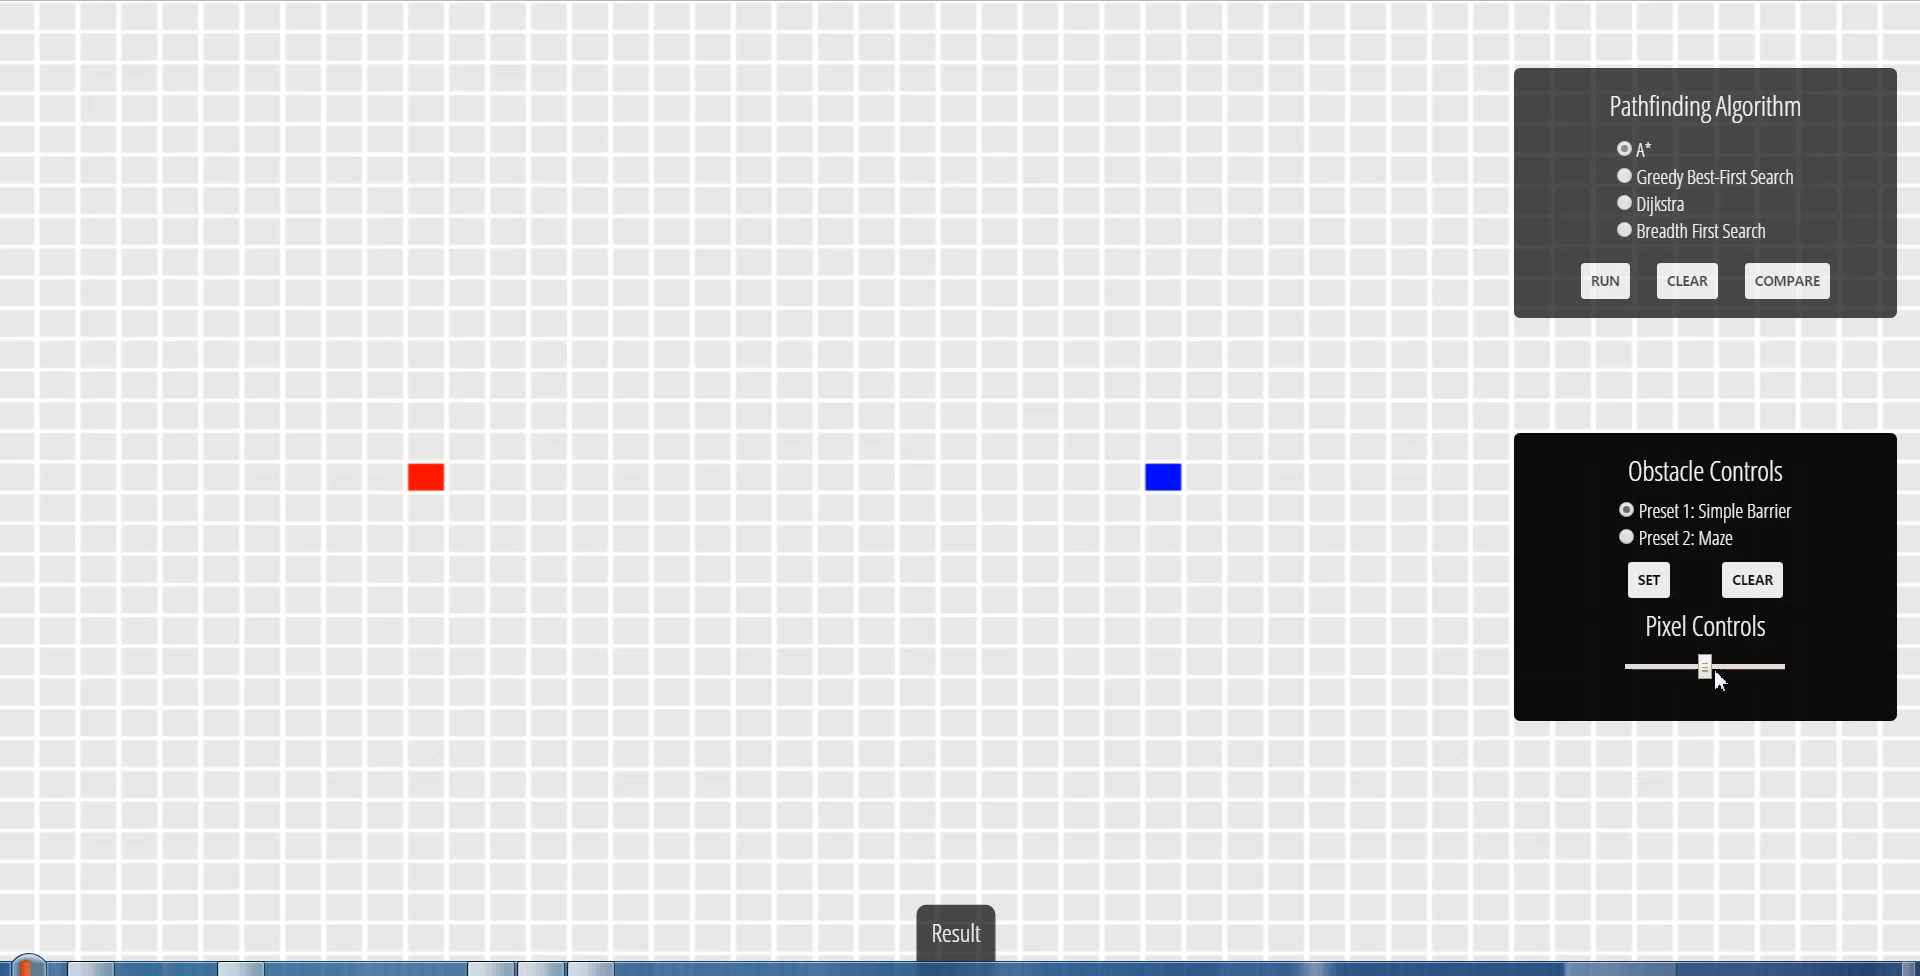 Pathfinding Algorithm
A*
Greedy Best-First Search
Dijkstra
Breadth First Search
RUN CLEAR COMPARE
Obstacle Controls
Preset 1: Simple Barrier
Preset 2: Maze
SET CLEAR
Pixel Controls
Result